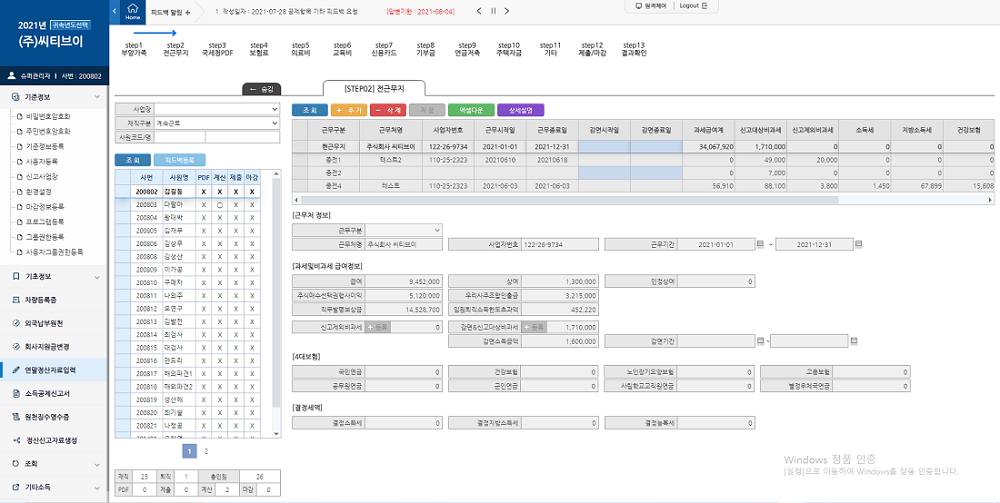 2021년 귀속년도선택
(주)씨티브이
슈퍼관리자 | 사번 : 200802
Home
피드백 알림 +
1. 작성일자 : 2021-07-28 공제항목 기타 피드백 요청 [답변기한 : 2021-08-04]
원격제어 Logout
step1 step2 step3 step4 step5 step6 step7 step8 step9 step10 step11 step12 step13
부양가족 전근무지 국세청PDF 보험료 의료비 교육비 신용카드 기부금 연금저축 주택자금 기타 제출/마감 결과확인
기준정보
비밀번호암호화
주민번호암호화
기준정보등록
사용자등록
신고사업장
환경설정
마감정보등록
프로그램등록
그룹권한등록
사용자그룹권한등록
기초정보
차량등록증
외국납부원천
회사지원금변경
연말정산자료입력
소득공제신고서
원천징수영수증
정산신고자료생성
조회
기타소득
← 숨김
사업장
재직구분 계속근로
사원코드/명
조회 피드백등록
사번 사원명 PDF 계산 제출 마감
200802 김길동 X X X X
200803 다팔아 X ○ X X
200804 왕대박 X X X X
200805 김재무 X X X X
200806 김상무 X X X X
200808 김생산 X X X X
200809 이가공 X X X X
200810 구매자 X X X X
200811 나외주 X X X X
200812 오연구 X X X X
200813 김발전 X X X X
200814 최검사 X X X X
200815 대검사 X X X X
200816 만드리 X X X X
200817 해외파견1 X X X X
200818 해외파견2 X X X X
200819 생산해 X X X X
200820 최기술 X X X X
200821 나정공 X X X X
1 2
재직 25 퇴직 1 총인원 26
PDF 0 제출 0 계산 2 마감 0
[STEP02] 전근무지
조회 + 추가 − 삭제 저장 엑셀다운 상세설명
근무구분 근무처명 사업자번호 근무시작일 근무종료일 감면시작일 감면종료일 과세급여계 신고대상비과세 신고제외비과세 소득세 지방소득세 건강보험
현근무지 주식회사 씨티브이 122-26-9734 2021-01-01 2021-12-31 34,067,920 1,710,000 0 0 0 0
종전1 테스트2 110-25-2323 20210610 20210618 0 49,000 20,000 0 0 0
종전2 0 7,000 0 0 0 0
종전4 테스트 110-25-2323 2021-06-03 2021-06-03 56,910 88,100 3,800 1,450 67,899 15,608
[근무처 정보]
근무구분
근무처명 주식회사 씨티브이 사업자번호 122-26-9734 근무기간 2021-01-01 ~ 2021-12-31
[과세및비과세 급여정보]
급여 9,452,000 상여 1,300,000 인정상여 0
주식매수선택권행사이익 5,120,000 우리사주조합인출금 3,215,000
직무발명보상금 14,528,700 임원퇴직소득한도초과액 452,220
신고제외비과세 + 등록 0 감면&신고대상비과세 + 등록 1,710,000
감면소득금액 1,600,000 감면기간 ~
[4대보험]
국민연금 0 건강보험 0 노인장기요양보험 0 고용보험 0
공무원연금 0 군인연금 0 사립학교교직원연금 0 별정우체국연금 0
[결정세액]
결정소득세 0 결정지방소득세 0 결정농특세 0
Windows 정품 인증
[설정]으로 이동하여 Windows를 정품 인증합니다.